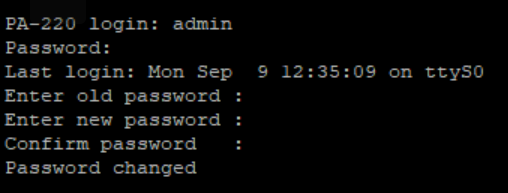 PA-220 login: admin
Password:
Last login: Mon Sep  9 12:35:09 on ttyS0
Enter old password :
Enter new password :
Confirm password   :
Password changed